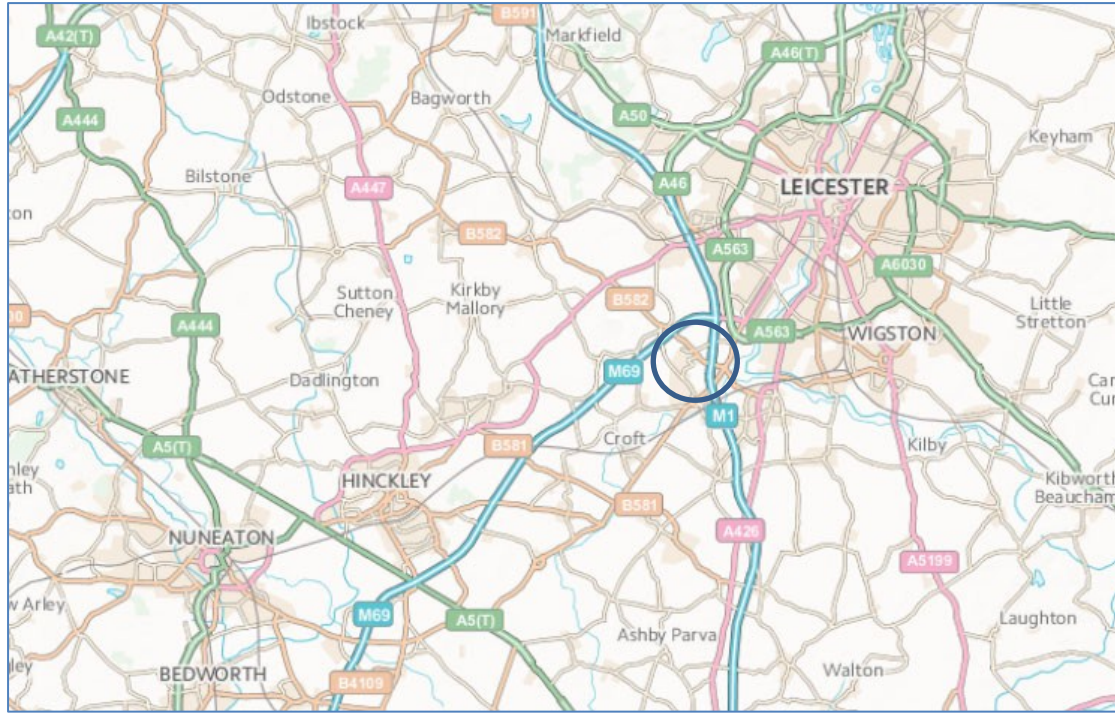 B591
Ibstock
Markfield
A42(T)
A46(T)
Odstone
Bagworth
A50
A444
Keyham
Bilstone
A447
A46
LEICESTER
ton
B582
A563
A6030
Sutton
Cheney
Kirkby
Mallory
B582
Little
Stretton
A444
A563
WIGSTON
ATHERSTONE
Dadlington
M69
M1
A5(T)
B581
Croft
Kilby
HINCKLEY
Kibworth
Beaucham
B581
NUNEATON
A426
A5199
w Arley
M69
A5(T)
Ashby Parva
Laughton
Walton
BEDWORTH
B4109